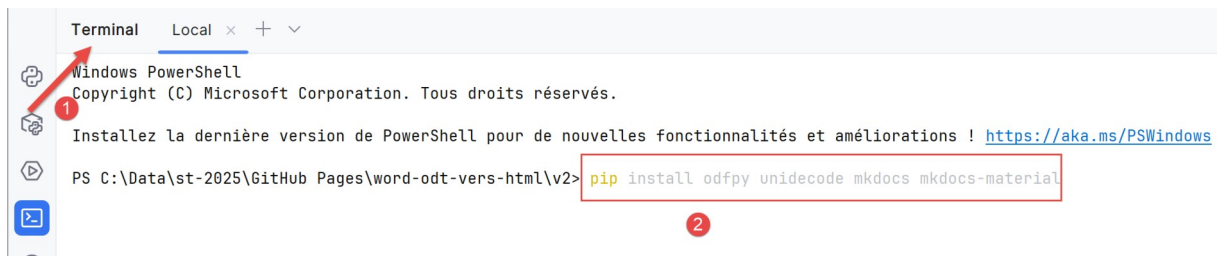 Terminal Local × + ∨
Windows PowerShell
Copyright (C) Microsoft Corporation. Tous droits réservés.
1
Installez la dernière version de PowerShell pour de nouvelles fonctionnalités et améliorations ! https://aka.ms/PSWindows
PS C:\Data\st-2025\GitHub Pages\word-odt-vers-html\v2> pip install odfpy unidecode mkdocs mkdocs-material
2